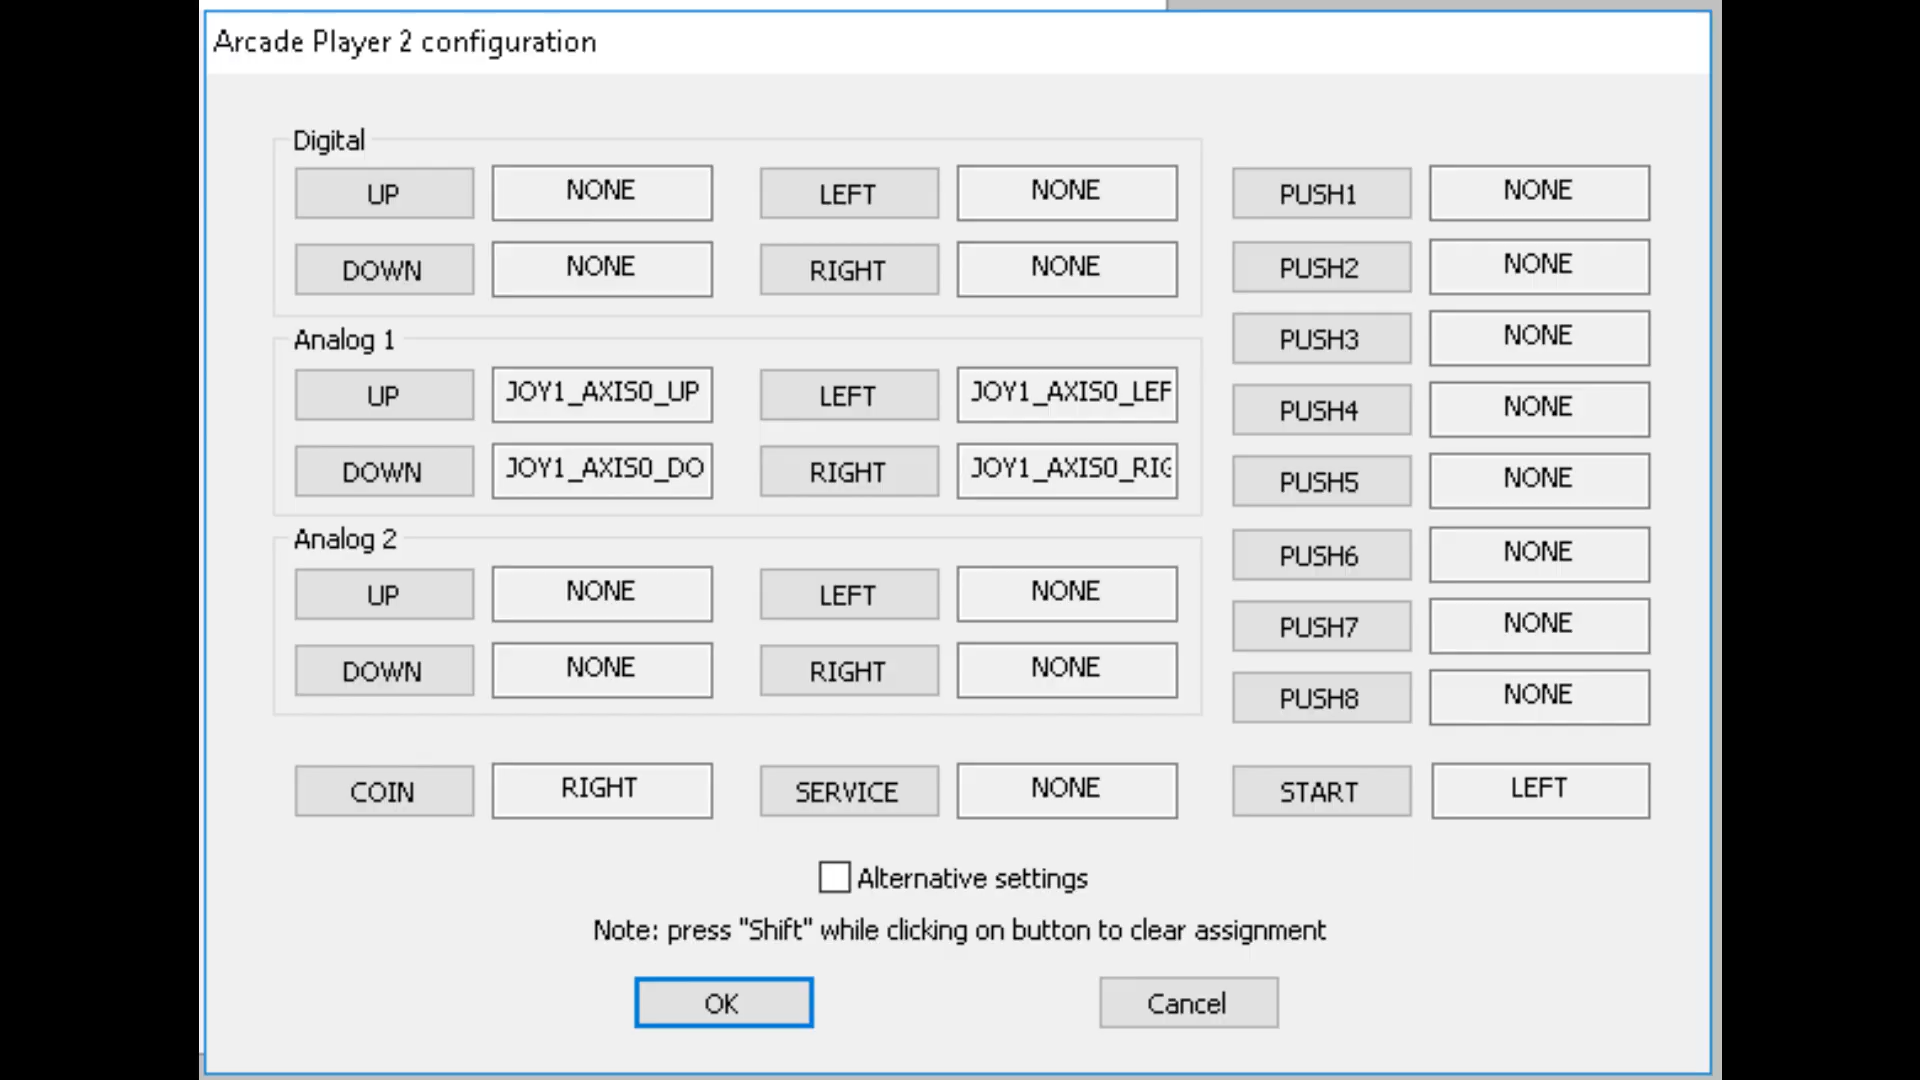 Arcade Player 2 configuration
Digital
UP NONE LEFT NONE PUSH1 NONE
DOWN NONE RIGHT NONE PUSH2 NONE
Analog 1 PUSH3 NONE
UP JOY1_AXIS0_UP LEFT JOY1_AXIS0_LEF PUSH4 NONE
DOWN JOY1_AXIS0_DO RIGHT JOY1_AXIS0_RIG PUSH5 NONE
Analog 2 PUSH6 NONE
UP NONE LEFT NONE PUSH7 NONE
DOWN NONE RIGHT NONE PUSH8 NONE
COIN RIGHT SERVICE NONE START LEFT
Alternative settings
Note: press "Shift" while clicking on button to clear assignment
OK Cancel